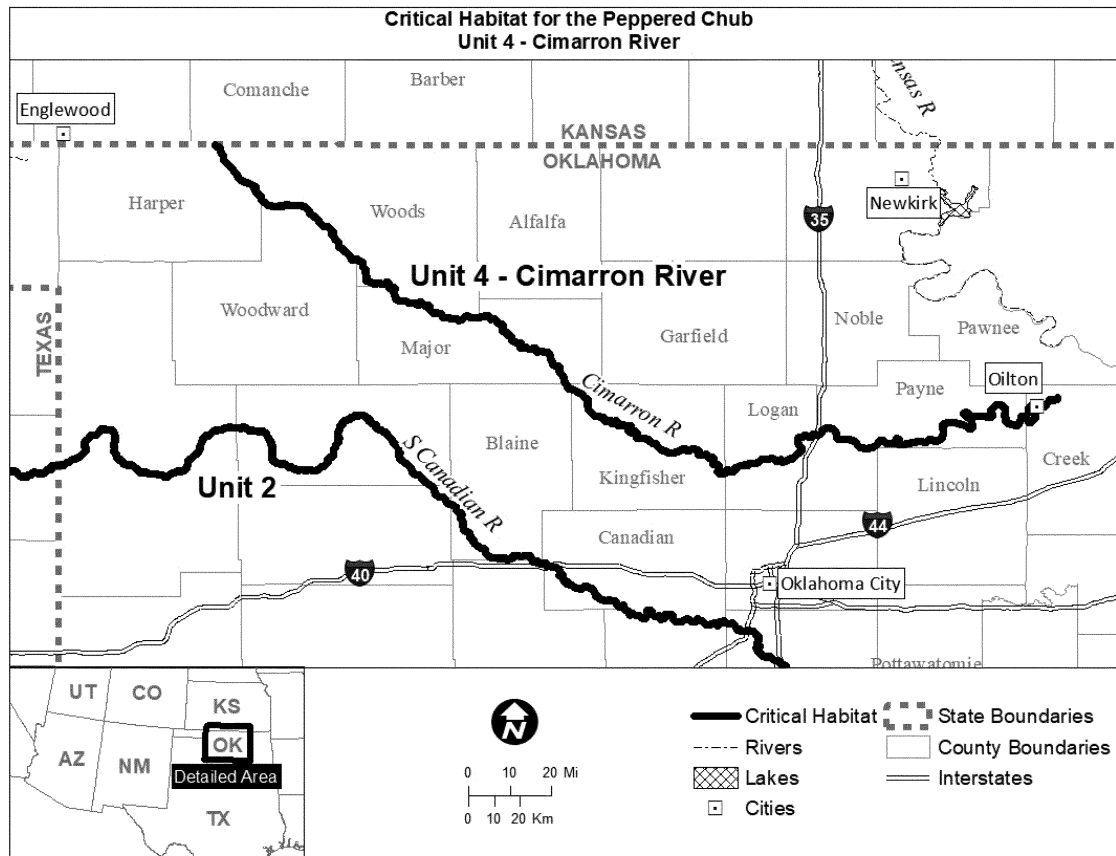 Critical Habitat for the Peppered Chub
Unit 4 - Cimarron River
Comanche
Barber
nsas R
Englewood
KANSAS
OKLAHOMA
Harper
Woods
Alfalfa
35
Newkirk
Unit 4 - Cimarron River
Woodward
Major
Garfield
Noble
Pawnee
TEXAS
Cimarron R
Logan
Payne
Oilton
Blaine
S Canadian R
Unit 2
Kingfisher
Lincoln
Creek
Canadian
44
40
Oklahoma City
Pottawatomie
UT
CO
KS
AZ
NM
OK
Detailed Area
TX
N
0 10 20 Mi
0 10 20 Km
Critical Habitat
Rivers
Lakes
Cities
State Boundaries
County Boundaries
Interstates